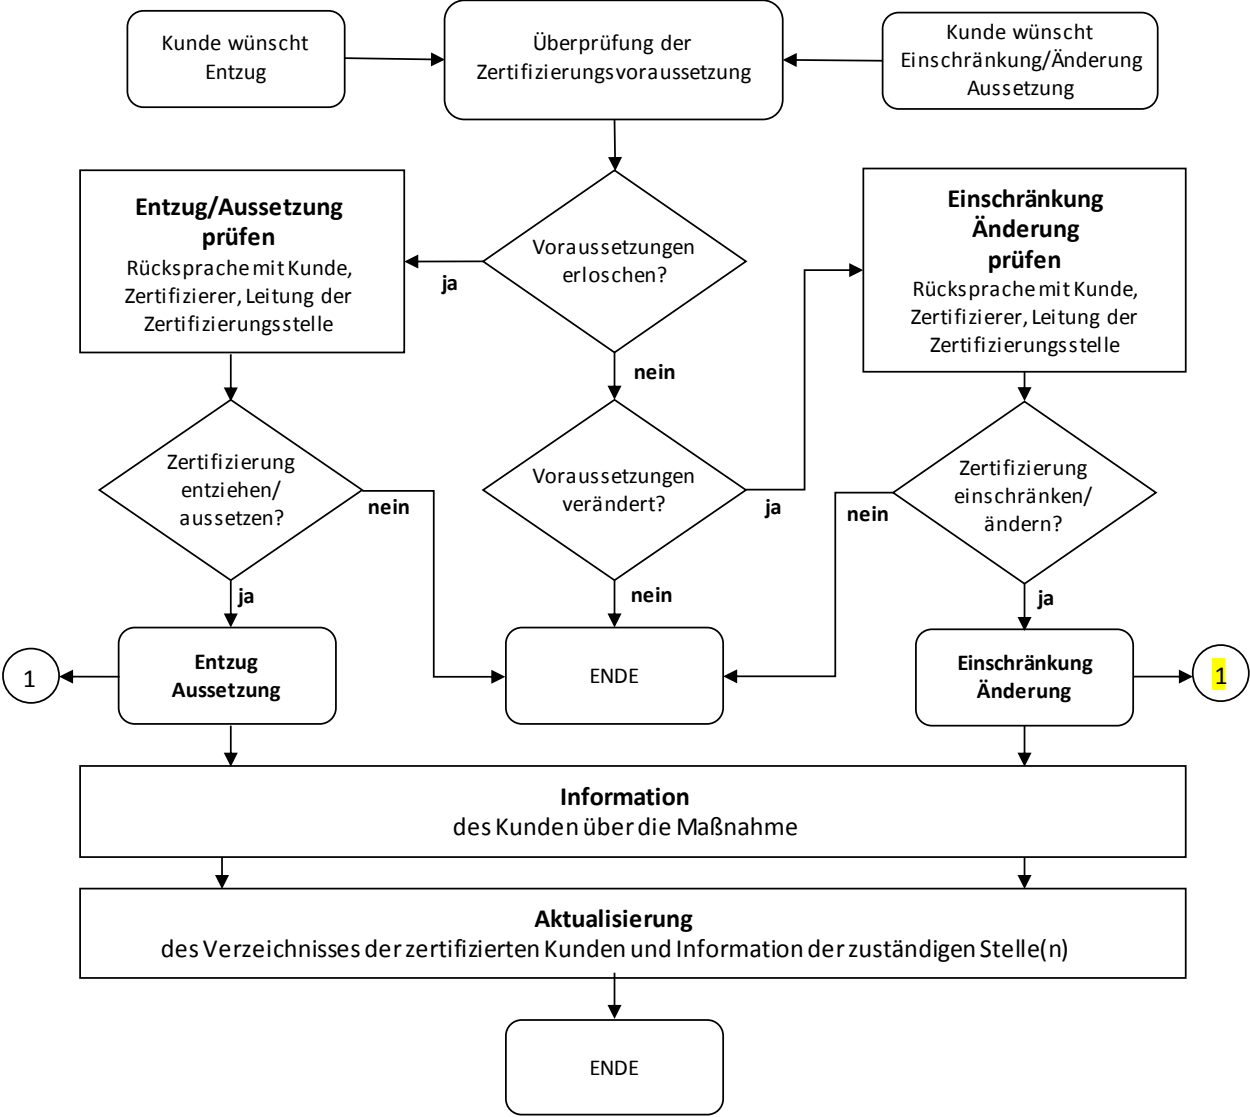 Kunde wünscht
Entzug
Überprüfung der
Zertifizierungsvoraussetzung
Kunde wünscht
Einschränkung/Änderung
Aussetzung
Entzug/Aussetzung
prüfen
Rücksprache mit Kunde,
Zertifizierer, Leitung der
Zertifizierungsstelle
ja
Voraussetzungen
erloschen?
nein
Einschränkung
Änderung
prüfen
Rücksprache mit Kunde,
Zertifizierer, Leitung der
Zertifizierungsstelle
Zertifizierung
entziehen/
aussetzen?
nein
ja
Voraussetzungen
verändert?
ja
nein
Zertifizierung
einschränken/
ändern?
nein
ja
1
Entzug
Aussetzung
ENDE
Einschränkung
Änderung
1
Information
des Kunden über die Maßnahme
Aktualisierung
des Verzeichnisses der zertifizierten Kunden und Information der zuständigen Stelle(n)
ENDE